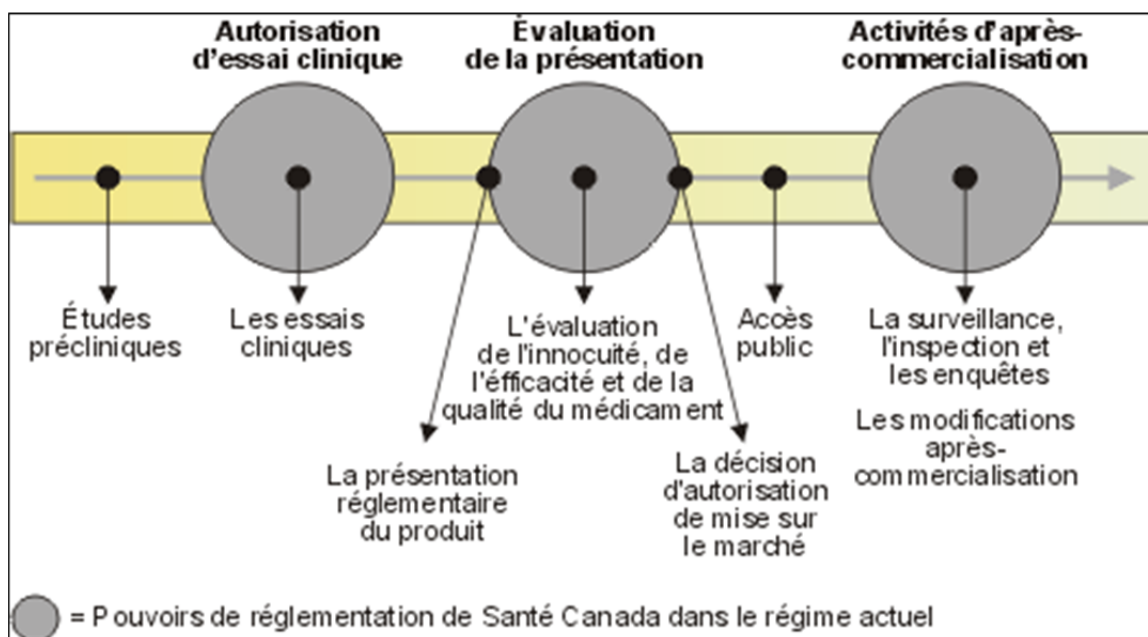 Autorisation
d'essai clinique
Évaluation
de la présentation
Activités d'après-
commercialisation
Études
précliniques
Les essais
cliniques
La présentation
réglementaire
du produit
L'évaluation
de l'innocuité, de
l'éfficacité et de la
qualité du médicament
La décision
d'autorisation
de mise sur
le marché
Accès
public
La surveillance,
l'inspection et
les enquêtes
Les modifications
après-
commercialisation
= Pouvoirs de réglementation de Santé Canada dans le régime actuel